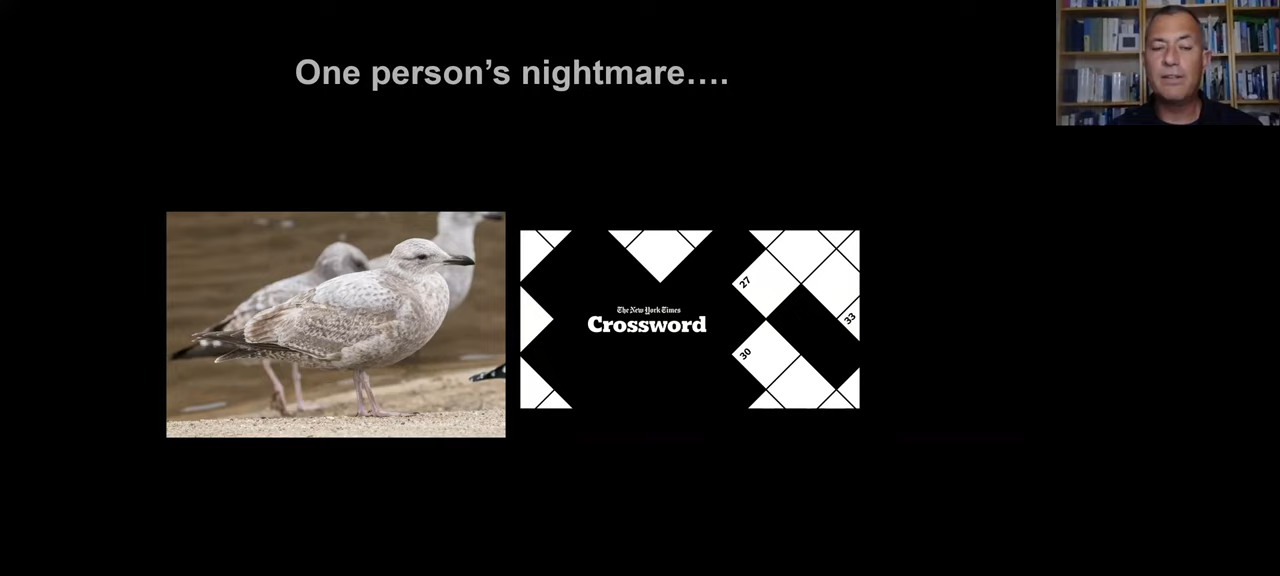 One person’s nightmare….
The New York Times
Crossword
27
33
30